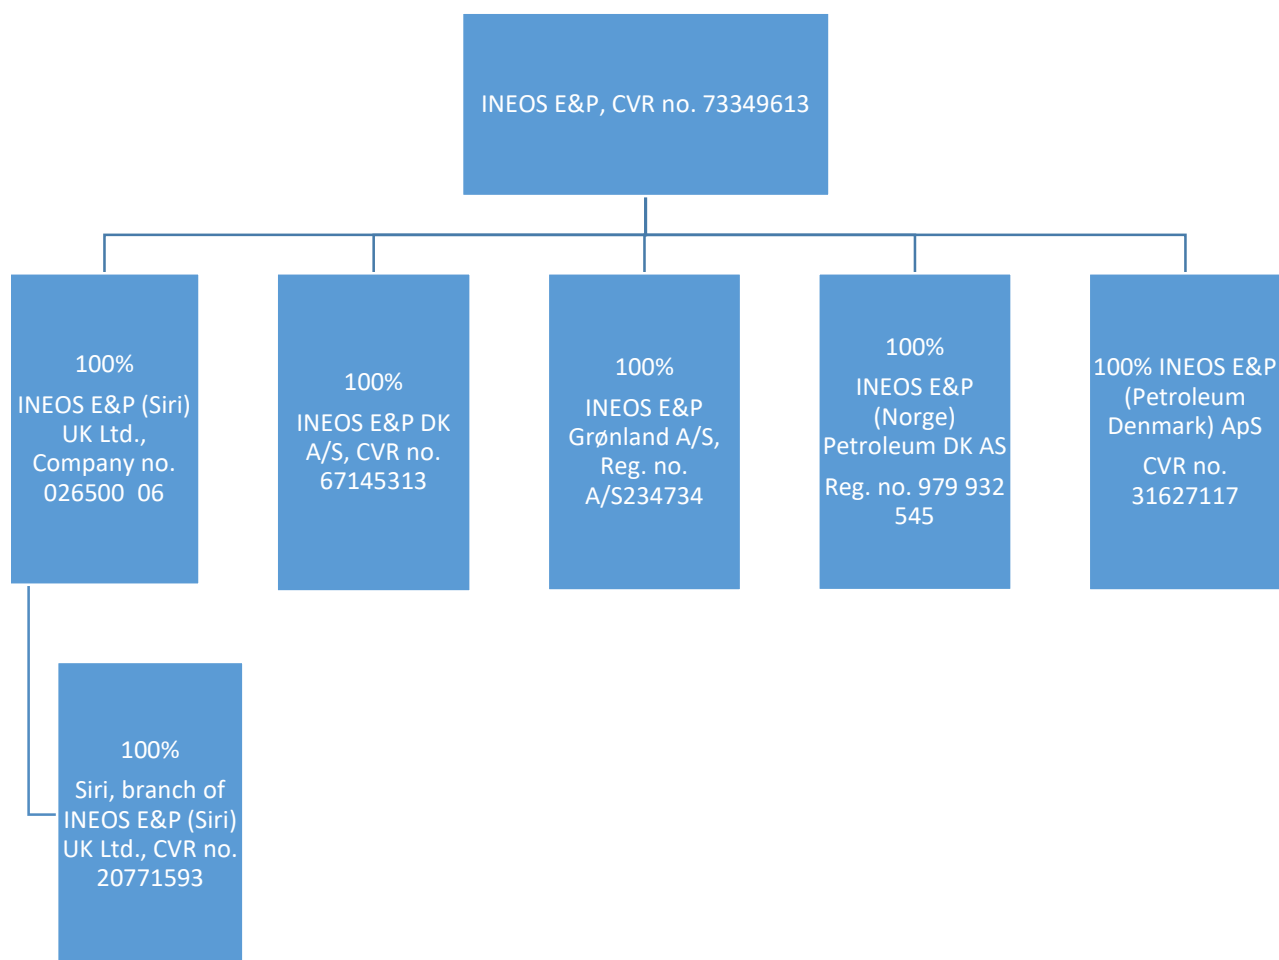 INEOS E&P, CVR no. 73349613
100%
INEOS E&P (Siri)
UK Ltd.,
Company no.
026500 06
100%
INEOS E&P DK
A/S, CVR no.
67145313
100%
INEOS E&P
Grønland A/S,
Reg. no.
A/S234734
100%
INEOS E&P
(Norge)
Petroleum DK AS
Reg. no. 979 932
545
100% INEOS E&P
(Petroleum
Denmark) ApS
CVR no.
31627117
100%
Siri, branch of
INEOS E&P (Siri)
UK Ltd., CVR no.
20771593